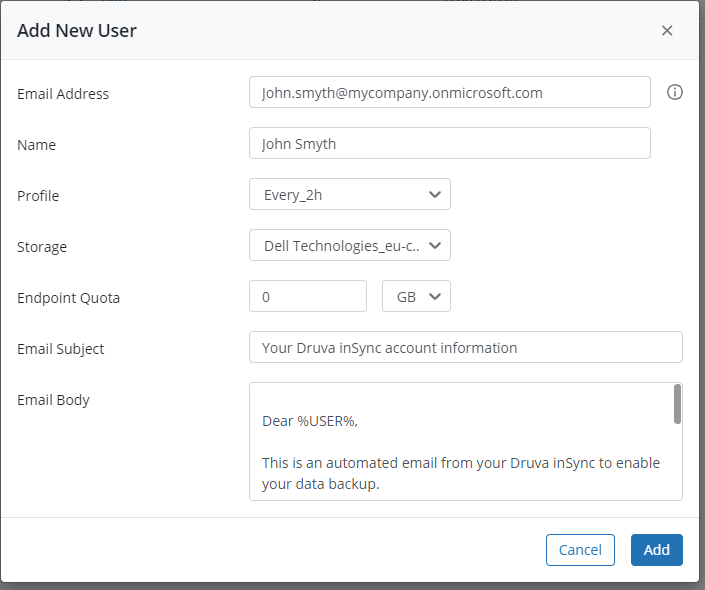 Add New User
Email Address
John.smyth@mycompany.onmicrosoft.com
Name
John Smyth
Profile
Every_2h
Storage
Dell Technologies_eu-c..
Endpoint Quota
0
GB
Email Subject
Your Druva inSync account information
Email Body
Dear %USER%,
This is an automated email from your Druva inSync to enable
your data backup.
Cancel
Add